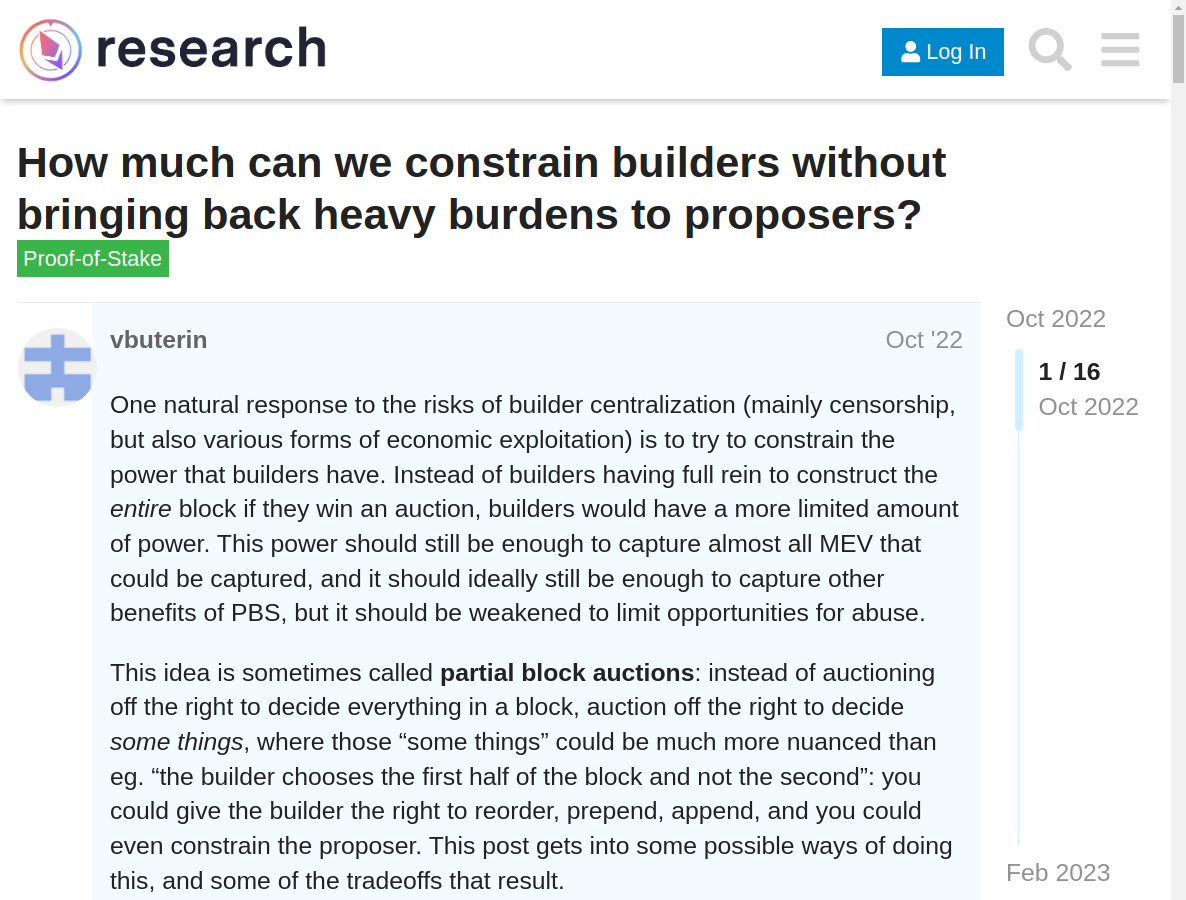 research
Log In
How much can we constrain builders without
bringing back heavy burdens to proposers?
Proof-of-Stake
vbuterin
Oct '22
One natural response to the risks of builder centralization (mainly censorship,
but also various forms of economic exploitation) is to try to constrain the
power that builders have. Instead of builders having full rein to construct the
entire block if they win an auction, builders would have a more limited amount
of power. This power should still be enough to capture almost all MEV that
could be captured, and it should ideally still be enough to capture other
benefits of PBS, but it should be weakened to limit opportunities for abuse.
This idea is sometimes called partial block auctions: instead of auctioning
off the right to decide everything in a block, auction off the right to decide
some things, where those “some things” could be much more nuanced than
eg. “the builder chooses the first half of the block and not the second”: you
could give the builder the right to reorder, prepend, append, and you could
even constrain the proposer. This post gets into some possible ways of doing
this, and some of the tradeoffs that result.
Oct 2022
1 / 16
Oct 2022
Feb 2023